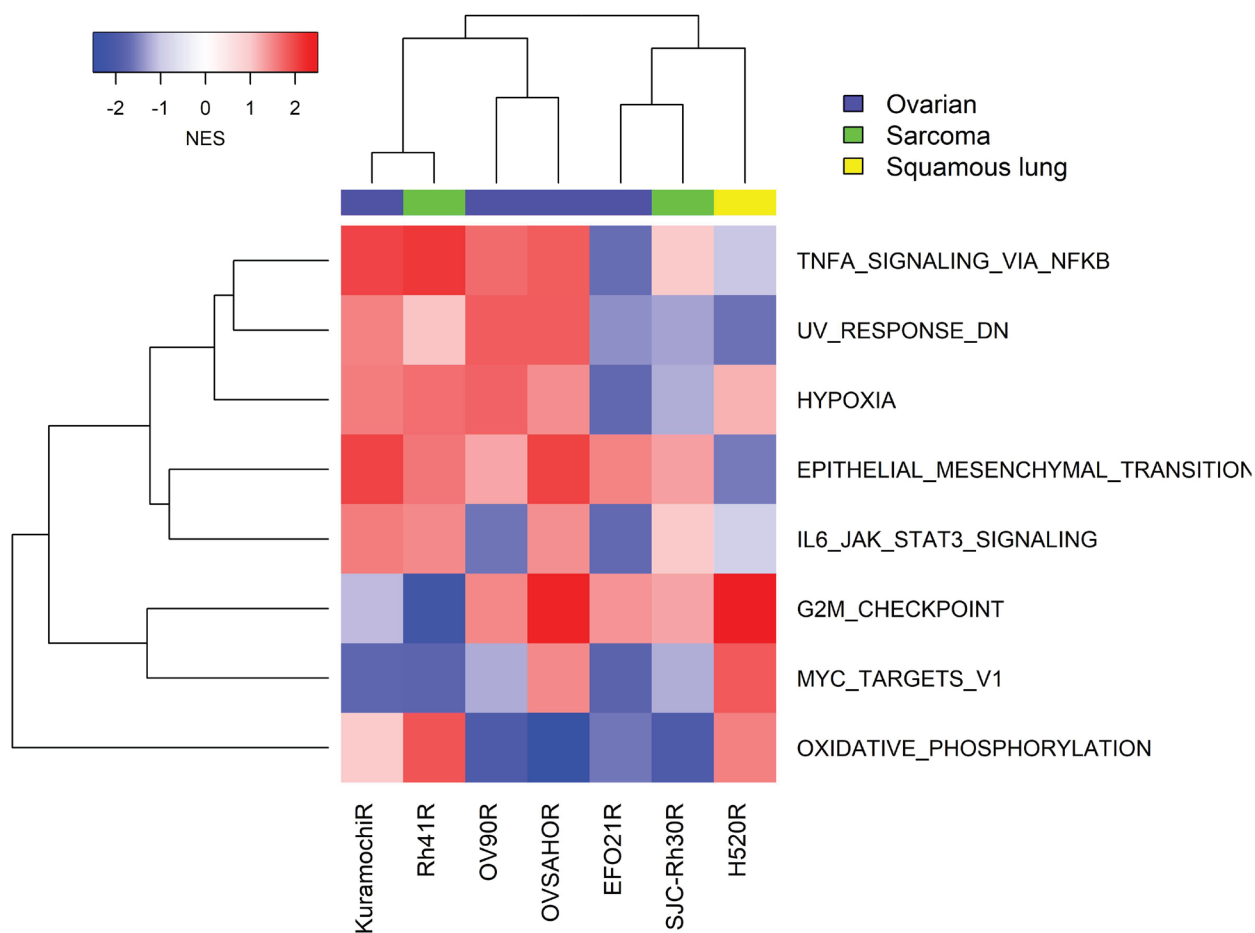 -2 -1 0 1 2
NES
Ovarian
Sarcoma
Squamous lung
TNFA_SIGNALING_VIA_NFKB
UV_RESPONSE_DN
HYPOXIA
EPITHELIAL_MESENCHYMAL_TRANSITION
IL6_JAK_STAT3_SIGNALING
G2M_CHECKPOINT
MYC_TARGETS_V1
OXIDATIVE_PHOSPHORYLATION
KuramochiR
Rh41R
OV90R
OVSAHOR
EFO21R
SJC-Rh30R
H520R